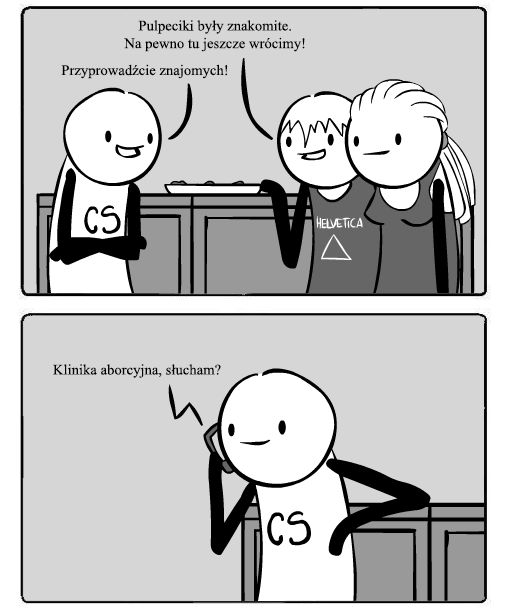 Pulpeciki były znakomite.
Na pewno tu jeszcze wrócimy!
Przyprowadźcie znajomych!
CS
HELVETICA
Klinika aborcyjna, słucham?
CS